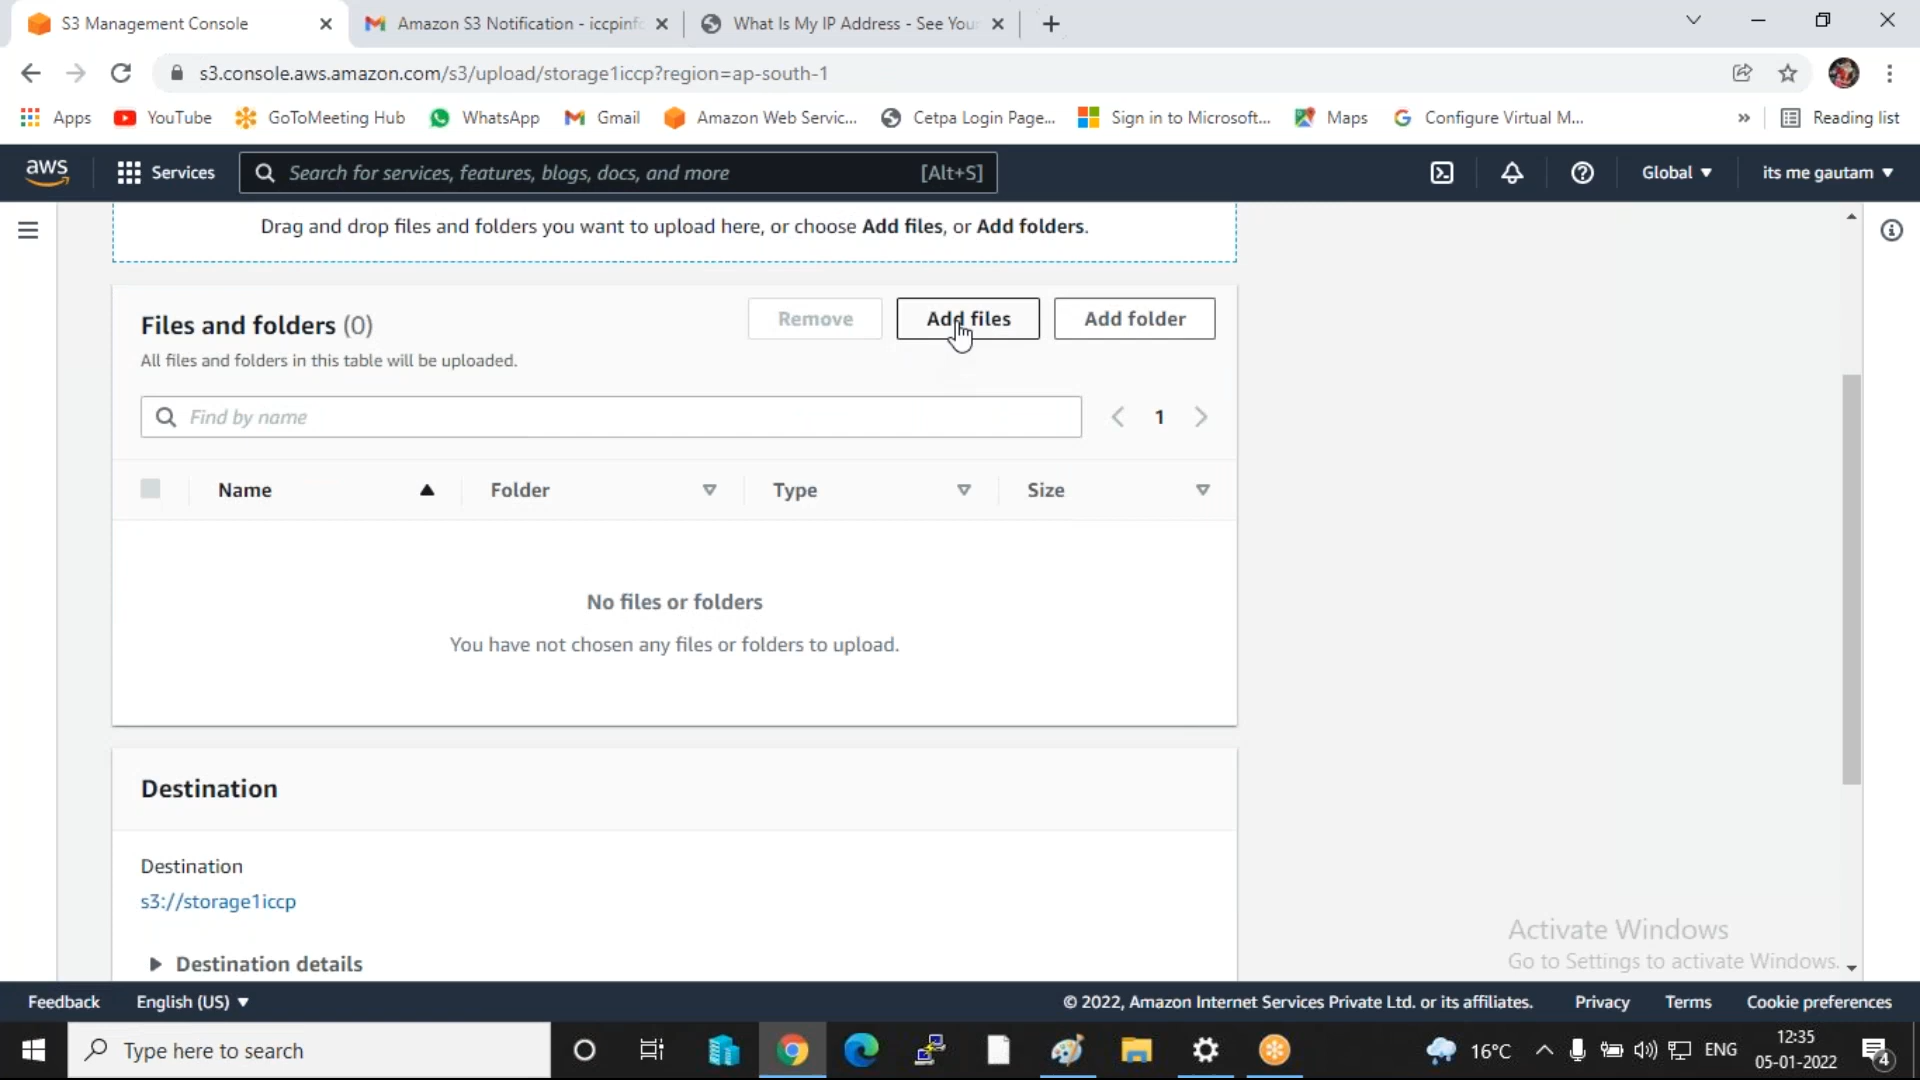 S3 Management Console
Amazon S3 Notification - iccpinf
What Is My IP Address - See Your
s3.console.aws.amazon.com/s3/upload/storage1iccp?region=ap-south-1
Apps
YouTube
GoToMeeting Hub
WhatsApp
Gmail
Amazon Web Servic...
Cetpa Login Page...
Sign in to Microsoft...
Maps
Configure Virtual M...
»
Reading list
aws
Services
Search for services, features, blogs, docs, and more
[Alt+S]
Global
its me gautam
Drag and drop files and folders you want to upload here, or choose Add files, or Add folders.
Files and folders (0)
Remove
Add files
Add folder
All files and folders in this table will be uploaded.
Find by name
1
Name
Folder
Type
Size
No files or folders
You have not chosen any files or folders to upload.
Destination
Destination
s3://storage1iccp
Destination details
Activate Windows
Go to Settings to activate Windows.
Feedback
English (US)
© 2022, Amazon Internet Services Private Ltd. or its affiliates.
Privacy
Terms
Cookie preferences
Type here to search
16°C
ENG
12:35
05-01-2022
4